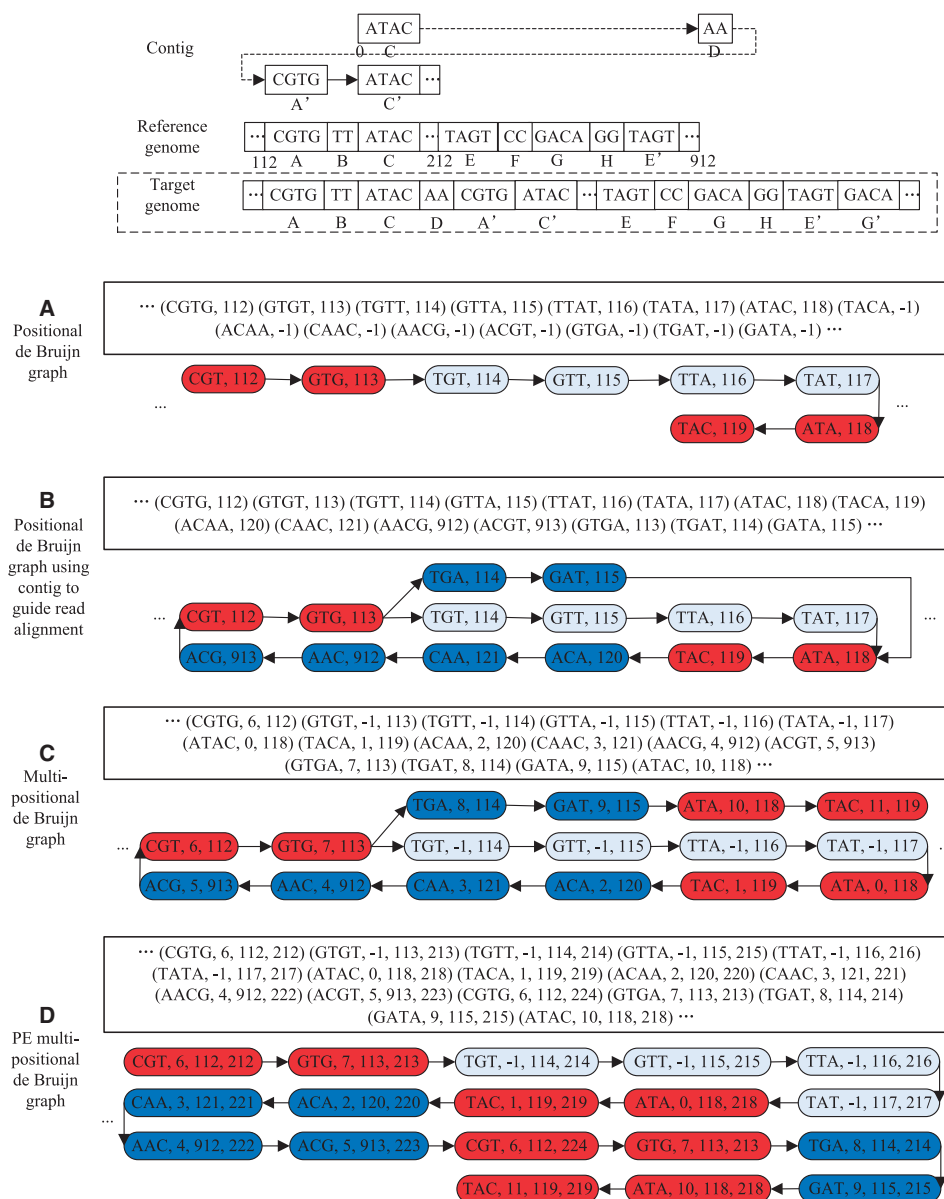 ATAC AA
Contig
0 C D
CGTG ATAC ···
A' C'
Reference genome
··· CGTG TT ATAC ··· TAGT CC GACA GG TAGT ···
112 A B C 212 E F G H E' 912
Target genome
··· CGTG TT ATAC AA CGTG ATAC ··· TAGT CC GACA GG TAGT GACA ···
A B C D A' C' E F G H E' G'
A
Positional
de Bruijn
graph
··· (CGTG, 112) (GTGT, 113) (TGTT, 114) (GTTA, 115) (TTAT, 116) (TATA, 117) (ATAC, 118) (TACA, -1)
(ACAA, -1) (CAAC, -1) (AACG, -1) (ACGT, -1) (GTGA, -1) (TGAT, -1) (GATA, -1) ···
CGT, 112 GTG, 113 TGT, 114 GTT, 115 TTA, 116 TAT, 117
... ...
TAC, 119 ATA, 118
B
Positional
de Bruijn
graph using
contig to
guide read
alignment
··· (CGTG, 112) (GTGT, 113) (TGTT, 114) (GTTA, 115) (TTAT, 116) (TATA, 117) (ATAC, 118) (TACA, 119)
(ACAA, 120) (CAAC, 121) (AACG, 912) (ACGT, 913) (GTGA, 113) (TGAT, 114) (GATA, 115) ···
TGA, 114 GAT, 115
... CGT, 112 GTG, 113 TGT, 114 GTT, 115 TTA, 116 TAT, 117 ...
ACG, 913 AAC, 912 CAA, 121 ACA, 120 TAC, 119 ATA, 118
C
Multi-
positional
de Bruijn
graph
··· (CGTG, 6, 112) (GTGT, -1, 113) (TGTT, -1, 114) (GTTA, -1, 115) (TTAT, -1, 116) (TATA, -1, 117)
(ATAC, 0, 118) (TACA, 1, 119) (ACAA, 2, 120) (CAAC, 3, 121) (AACG, 4, 912) (ACGT, 5, 913)
(GTGA, 7, 113) (TGAT, 8, 114) (GATA, 9, 115) (ATAC, 10, 118) ···
TGA, 8, 114 GAT, 9, 115 ATA, 10, 118 TAC, 11, 119
... CGT, 6, 112 GTG, 7, 113 TGT, -1, 114 GTT, -1, 115 TTA, -1, 116 TAT, -1, 117 ...
ACG, 5, 913 AAC, 4, 912 CAA, 3, 121 ACA, 2, 120 TAC, 1, 119 ATA, 0, 118
D
PE multi-
positional
de Bruijn
graph
··· (CGTG, 6, 112, 212) (GTGT, -1, 113, 213) (TGTT, -1, 114, 214) (GTTA, -1, 115, 215) (TTAT, -1, 116, 216)
(TATA, -1, 117, 217) (ATAC, 0, 118, 218) (TACA, 1, 119, 219) (ACAA, 2, 120, 220) (CAAC, 3, 121, 221)
(AACG, 4, 912, 222) (ACGT, 5, 913, 223) (CGTG, 6, 112, 224) (GTGA, 7, 113, 213) (TGAT, 8, 114, 214)
(GATA, 9, 115, 215) (ATAC, 10, 118, 218) ···
CGT, 6, 112, 212 GTG, 7, 113, 213 TGT, -1, 114, 214 GTT, -1, 115, 215 TTA, -1, 116, 216
CAA, 3, 121, 221 ACA, 2, 120, 220 TAC, 1, 119, 219 ATA, 0, 118, 218 TAT, -1, 117, 217
... ...
AAC, 4, 912, 222 ACG, 5, 913, 223 CGT, 6, 112, 224 GTG, 7, 113, 213 TGA, 8, 114, 214
TAC, 11, 119, 219 ATA, 10, 118, 218 GAT, 9, 115, 215